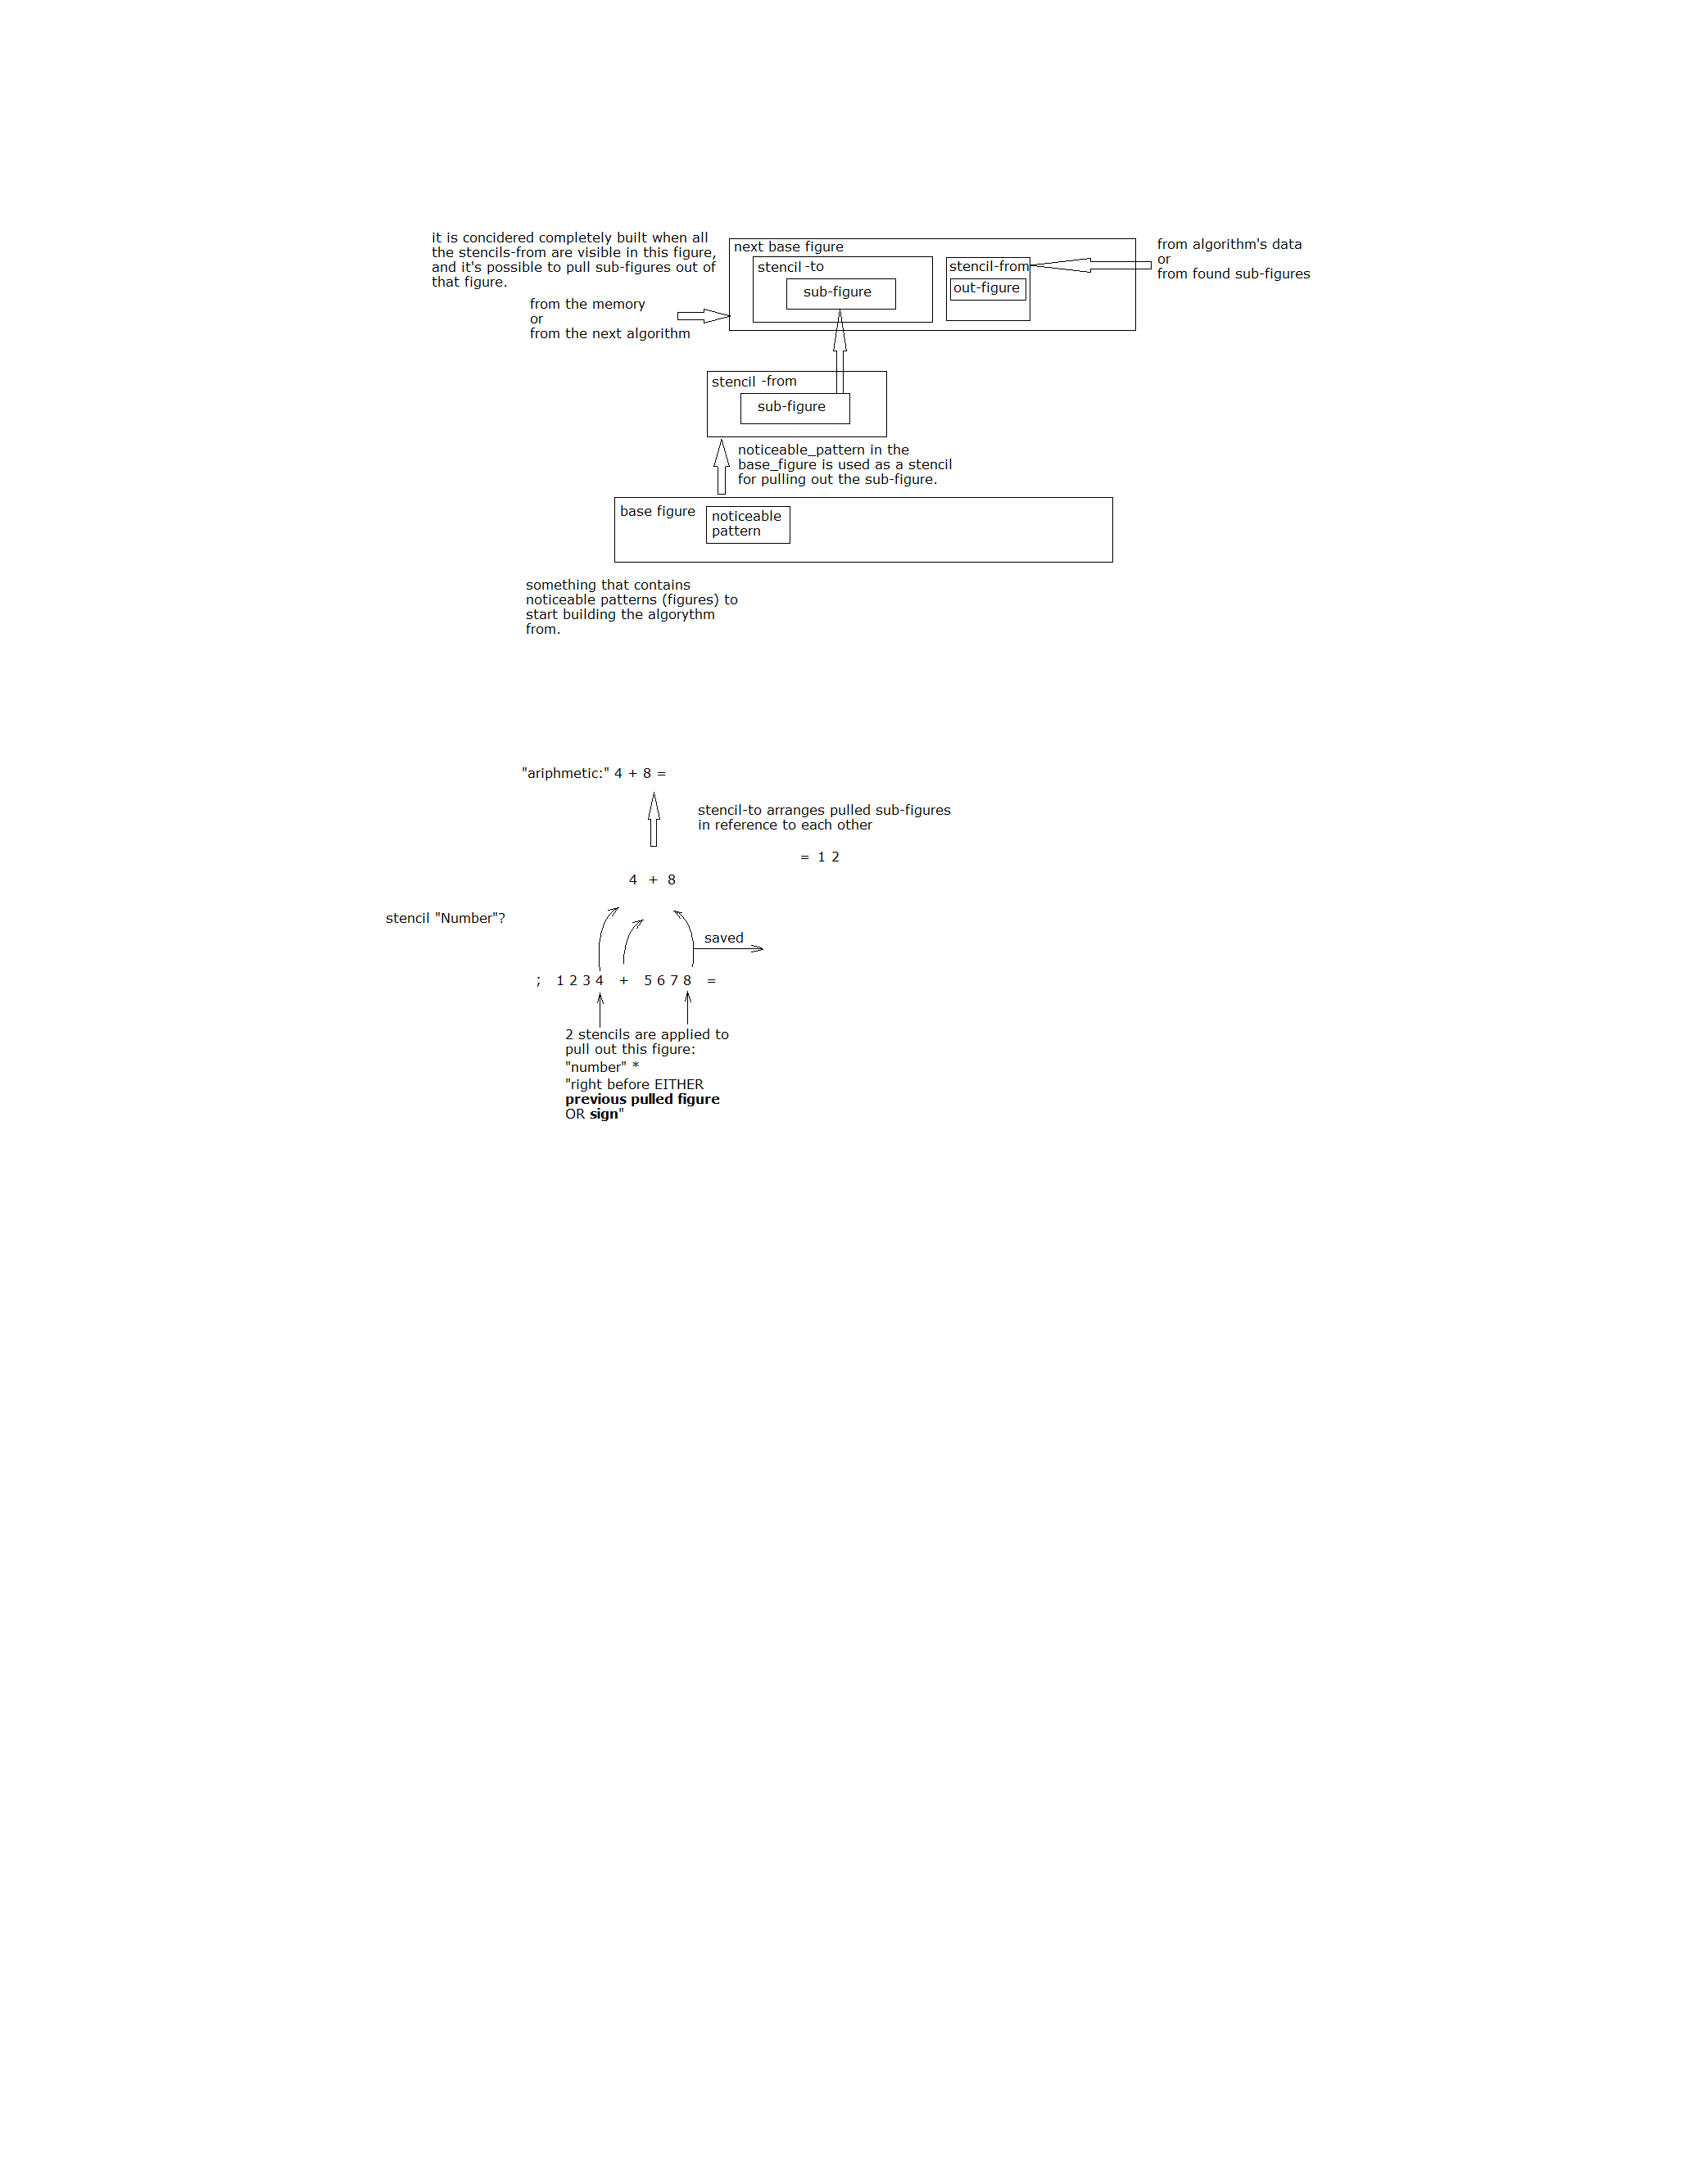 it is concidered completely built when all
the stencils-from are visible in this figure,
and it's possible to pull sub-figures out of
that figure.
from the memory
or
from the next algorithm
next base figure
stencil -to
sub-figure
stencil-from
out-figure
from algorithm's data
or
from found sub-figures
stencil -from
sub-figure
noticeable_pattern in the
base_figure is used as a stencil
for pulling out the sub-figure.
base figure
noticeable
pattern
something that contains
noticeable patterns (figures) to
start building the algorythm
from.
"ariphmetic:" 4 + 8 =
stencil-to arranges pulled sub-figures
in reference to each other
= 1 2
4 + 8
stencil "Number"?
saved
; 1 2 3 4 + 5 6 7 8 =
2 stencils are applied to
pull out this figure:
"number" *
"right before EITHER
previous pulled figure
OR sign"